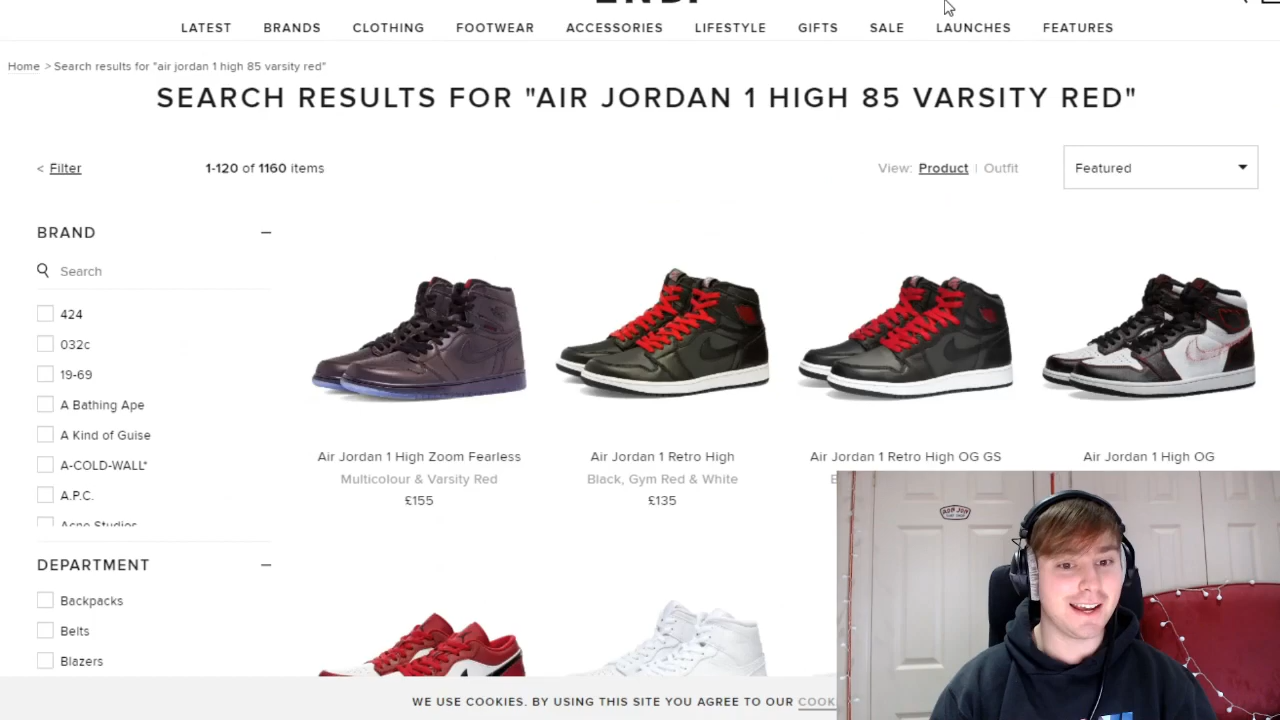 LATEST BRANDS CLOTHING FOOTWEAR ACCESSORIES LIFESTYLE GIFTS SALE LAUNCHES FEATURES
Home > Search results for "air jordan 1 high 85 varsity red"
SEARCH RESULTS FOR "AIR JORDAN 1 HIGH 85 VARSITY RED"
< Filter
1-120 of 1160 items
View: Product | Outfit
Featured
BRAND
Search
424
032c
19-69
A Bathing Ape
A Kind of Guise
A-COLD-WALL*
A.P.C.
Acne Studios
DEPARTMENT
Backpacks
Belts
Blazers
Air Jordan 1 High Zoom Fearless
Multicolour & Varsity Red
£155
Air Jordan 1 Retro High
Black, Gym Red & White
£135
Air Jordan 1 Retro High OG GS
Air Jordan 1 High OG
RON JON
WE USE COOKIES. BY USING THIS SITE YOU AGREE TO OUR COOK